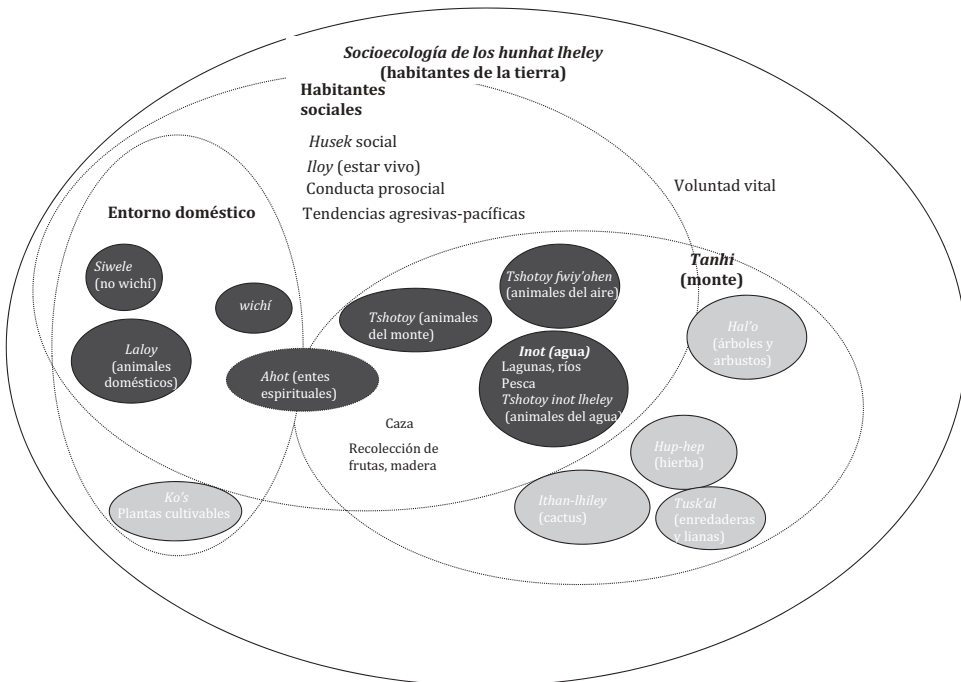 Socioecología de los hunhat lheley
(habitantes de la tierra)
Habitantes
sociales
Husek social
Iloy (estar vivo)
Conducta prosocial
Tendencias agresivas-pacíficas
Voluntad vital
Entorno doméstico
Siwele
(no wichí)
wichí
Laloy
(animales
domésticos)
Ahot (entes
espirituales)
Ko's
Plantas cultivables
Tshotoy (animales
del monte)
Tshotoy fwiy'ohen
(animales del aire)
Inot (agua)
Lagunas, ríos
Pesca
Tshotoy inot lheley
(animales del agua)
Caza
Recolección de
frutas, madera
Tanhi
(monte)
Hal'o
(árboles y
arbustos)
Hup-hep
(hierba)
Ithan-lhiley
(cactus)
Tusk'al
(enredaderas
y lianas)